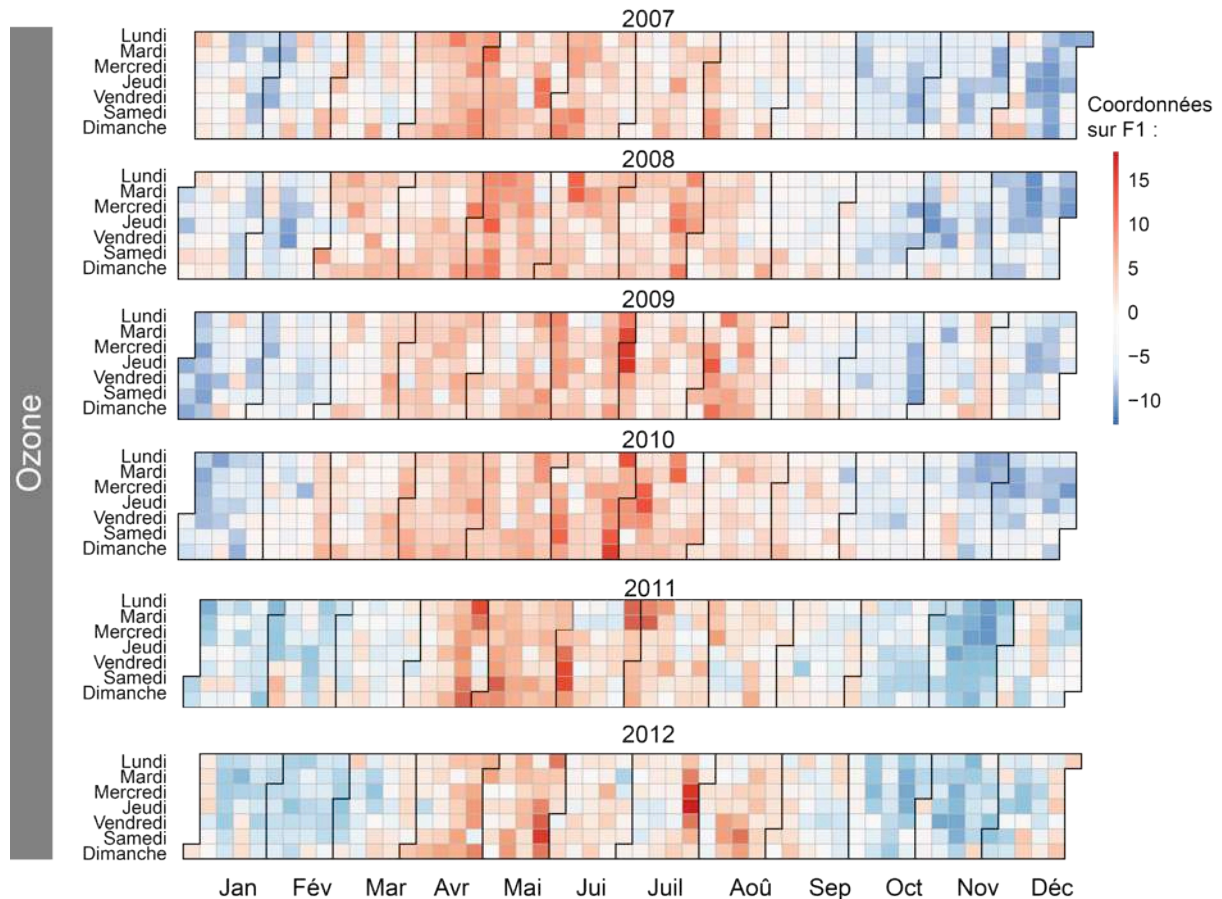 Ozone
2007
Lundi
Mardi
Mercredi
Jeudi
Vendredi
Samedi
Dimanche
2008
Lundi
Mardi
Mercredi
Jeudi
Vendredi
Samedi
Dimanche
2009
Lundi
Mardi
Mercredi
Jeudi
Vendredi
Samedi
Dimanche
2010
Lundi
Mardi
Mercredi
Jeudi
Vendredi
Samedi
Dimanche
2011
Lundi
Mardi
Mercredi
Jeudi
Vendredi
Samedi
Dimanche
2012
Lundi
Mardi
Mercredi
Jeudi
Vendredi
Samedi
Dimanche
Jan Fév Mar Avr Mai Jui Juil Aoû Sep Oct Nov Déc
Coordonnées
sur F1 :
15
10
5
0
−5
−10